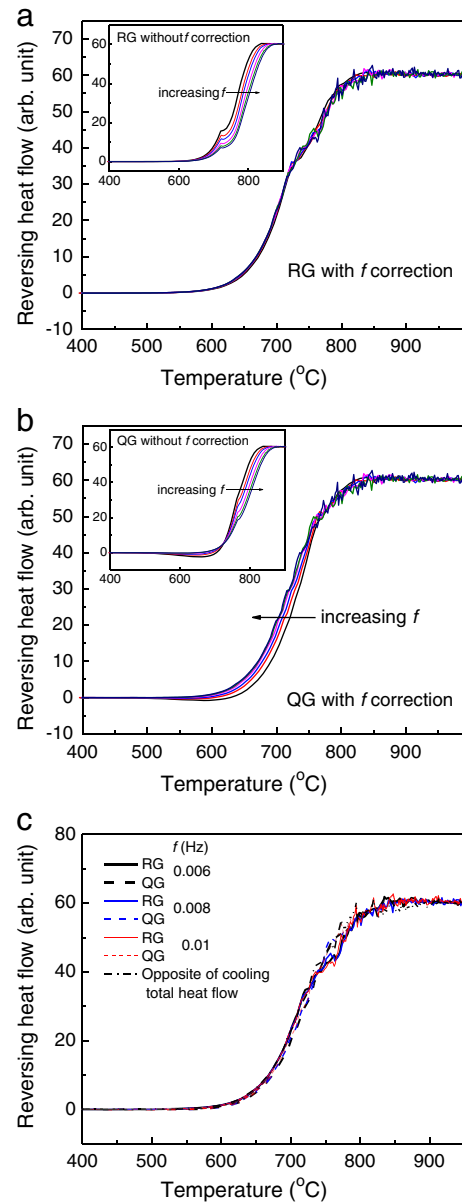 a
70
60
50
40
30
20
10
0
-10
Reversing heat flow (arb. unit)
60
40
20
0
400 600 800
RG without f correction
increasing f
RG with f correction
400 500 600 700 800 900
Temperature (°C)
b
70
60
50
40
30
20
10
0
-10
Reversing heat flow (arb. unit)
60
40
20
0
400 600 800
QG without f correction
increasing f
increasing f
QG with f correction
400 500 600 700 800 900
Temperature (°C)
c
80
60
40
20
0
Reversing heat flow (arb. unit)
f (Hz)
RG
0.006
QG
RG
0.008
QG
RG
0.01
QG
Opposite of cooling
total heat flow
400 500 600 700 800 900
Temperature (°C)